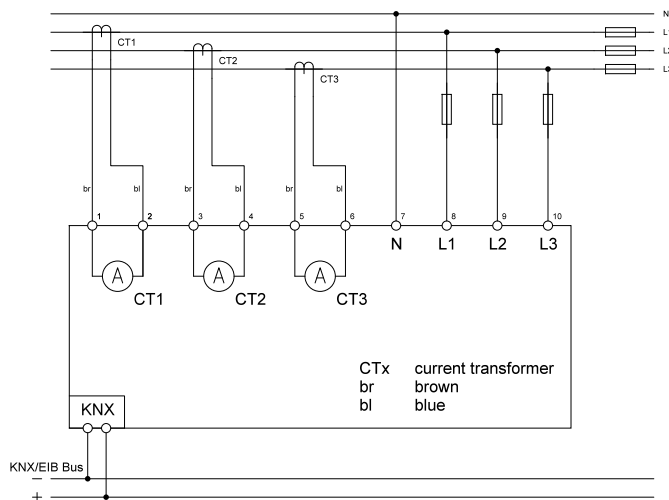 N
L1
CT1
L2
CT2
L3
CT3
br
bl
br
bl
br
bl
1
2
3
4
5
6
7
8
9
10
N
L1
L2
L3
A
A
A
CT1
CT2
CT3
CTx current transformer
br brown
bl blue
KNX
KNX/EIB Bus
–
+